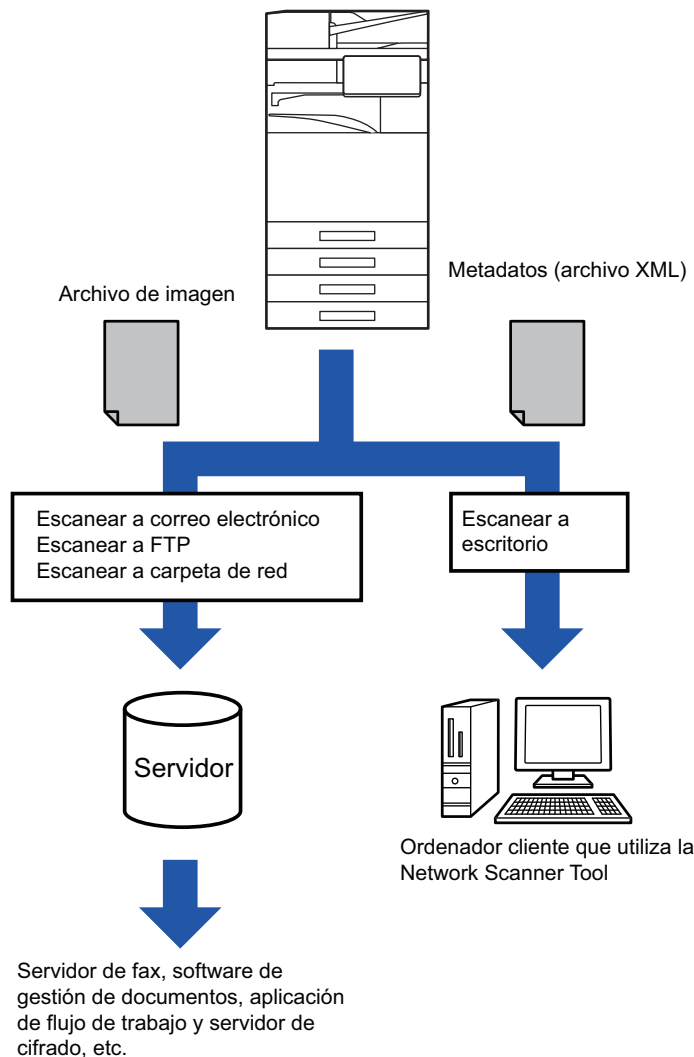 Metadatos (archivo XML)
Archivo de imagen
Escanear a correo electrónico
Escanear a FTP
Escanear a carpeta de red
Escanear a
escritorio
Servidor
Ordenador cliente que utiliza la
Network Scanner Tool
Servidor de fax, software de
gestión de documentos, aplicación
de flujo de trabajo y servidor de
cifrado, etc.